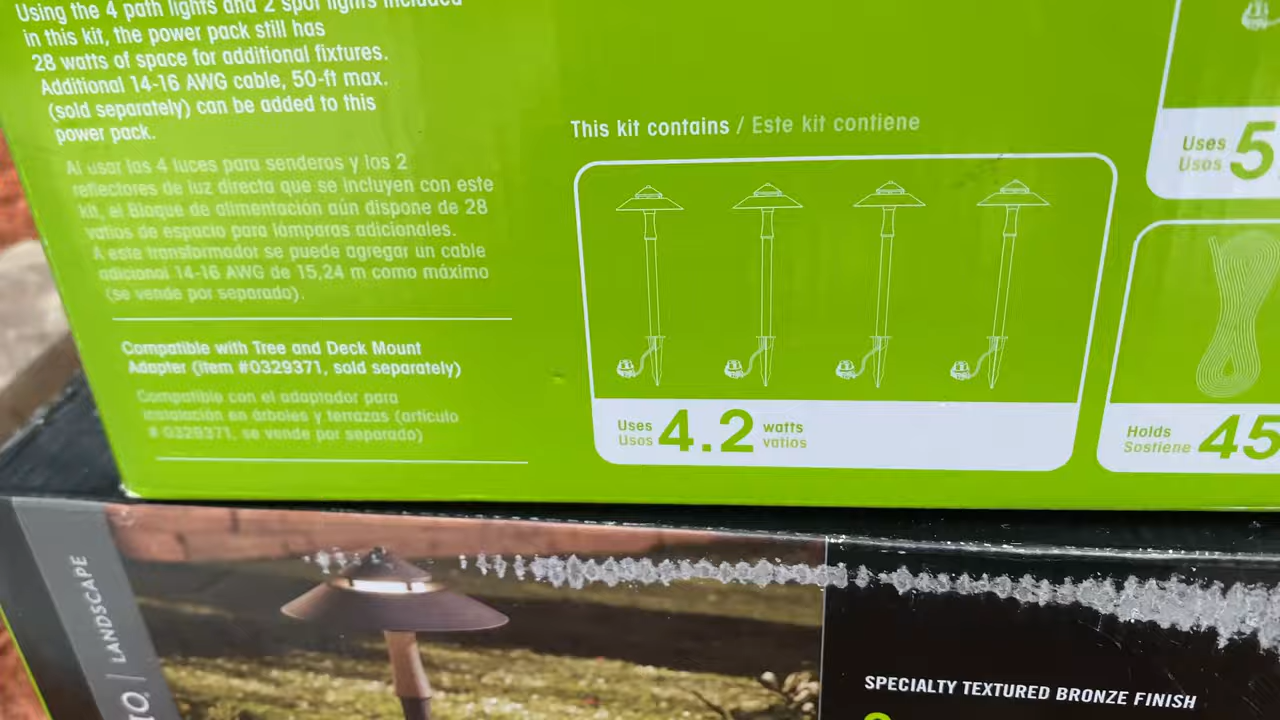 Using the 4 path lights and 2 spot lights included
in this kit, the power pack still has
28 watts of space for additional fixtures.
Additional 14-16 AWG cable, 50-ft max.
(sold separately) can be added to this
power pack.
Al usar las 4 luces para senderos y los 2
reflectores de luz directa que se incluyen con este
kit, el Bloque de alimentación aún dispone de 28
vatios de espacio para lámparas adicionales.
A este transformador se puede agregar un cable
adicional 14-16 AWG de 15,24 m como máximo
(se vende por separado).
Compatible with Tree and Deck Mount
Adapter (Item #0329371, sold separately)
Compatible con el adaptador para
instalación en árboles y terrazas (artículo
# 0329371, se vende por separado)
This kit contains / Este kit contiene
Uses
Usos
4.2
watts
vatios
Uses
Usos
5
Holds
Sostiene
45
LANDSCAPE
SPECIALTY TEXTURED BRONZE FINISH